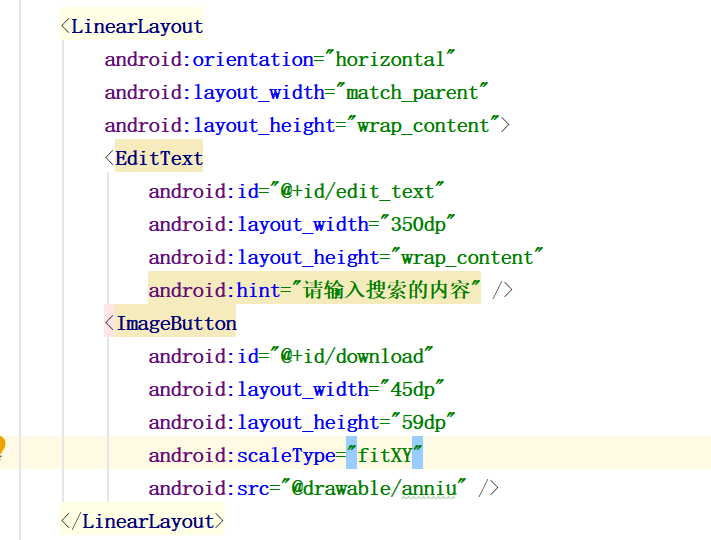 <LinearLayout
android:orientation="horizontal"
android:layout_width="match_parent"
android:layout_height="wrap_content">
<EditText
android:id="@+id/edit_text"
android:layout_width="350dp"
android:layout_height="wrap_content"
android:hint="请输入搜索的内容" />
<ImageButton
android:id="@+id/download"
android:layout_width="45dp"
android:layout_height="59dp"
android:scaleType="fitXY"
android:src="@drawable/anniu" />
</LinearLayout>